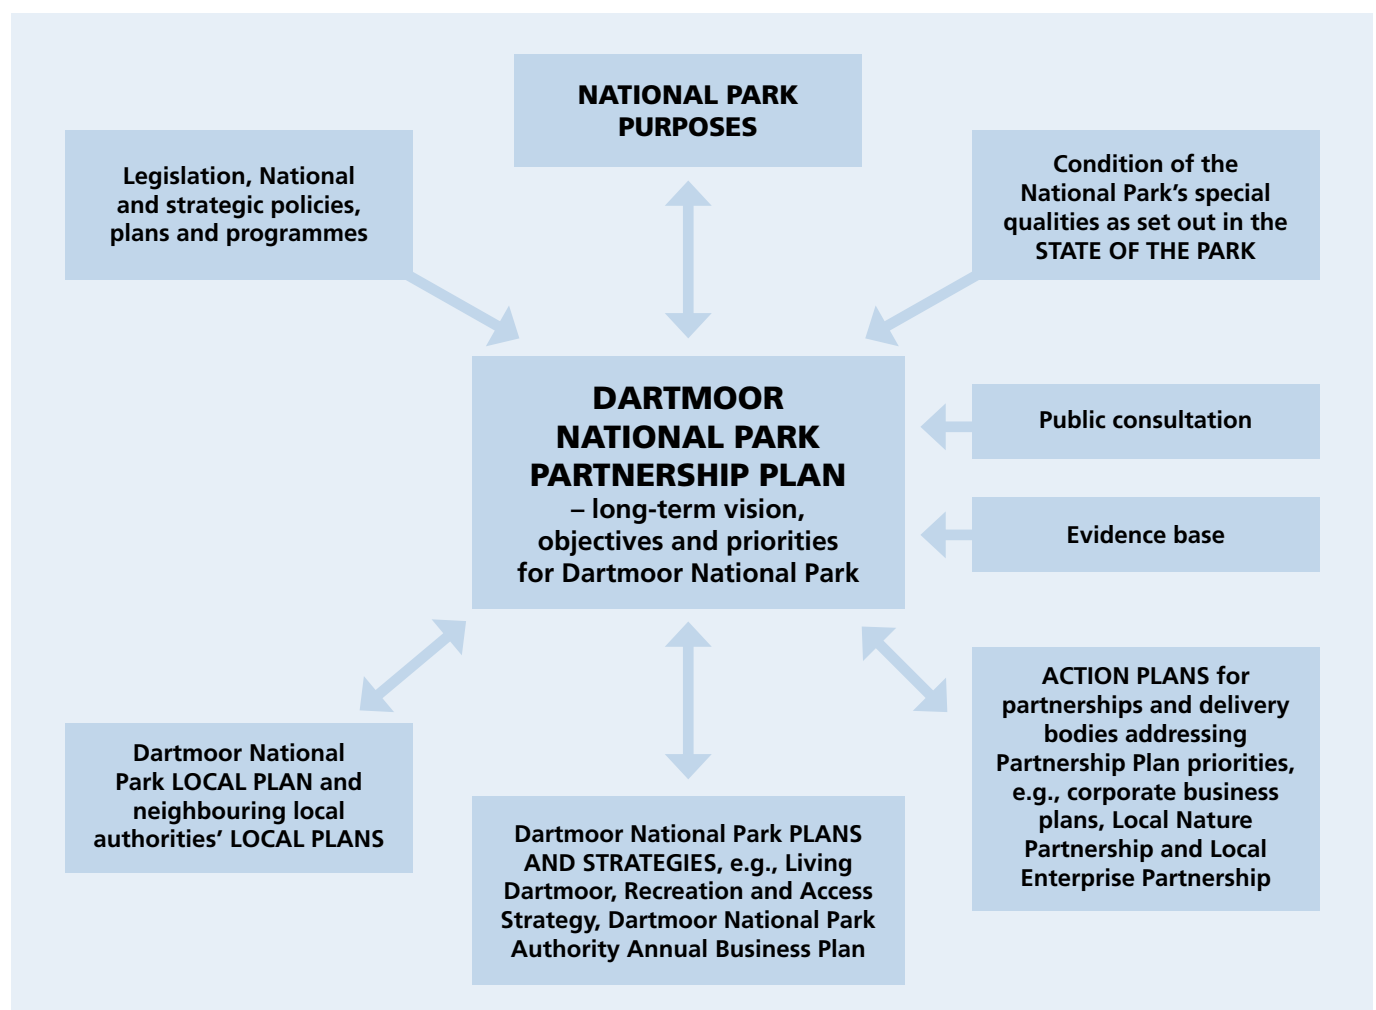 NATIONAL PARK
PURPOSES
Legislation, National
and strategic policies,
plans and programmes
Condition of the
National Park’s special
qualities as set out in the
STATE OF THE PARK
DARTMOOR
NATIONAL PARK
PARTNERSHIP PLAN
– long-term vision,
objectives and priorities
for Dartmoor National Park
Public consultation
Evidence base
Dartmoor National
Park LOCAL PLAN and
neighbouring local
authorities’ LOCAL PLANS
Dartmoor National Park PLANS
AND STRATEGIES, e.g., Living
Dartmoor, Recreation and Access
Strategy, Dartmoor National Park
Authority Annual Business Plan
ACTION PLANS for
partnerships and delivery
bodies addressing
Partnership Plan priorities,
e.g., corporate business
plans, Local Nature
Partnership and Local
Enterprise Partnership